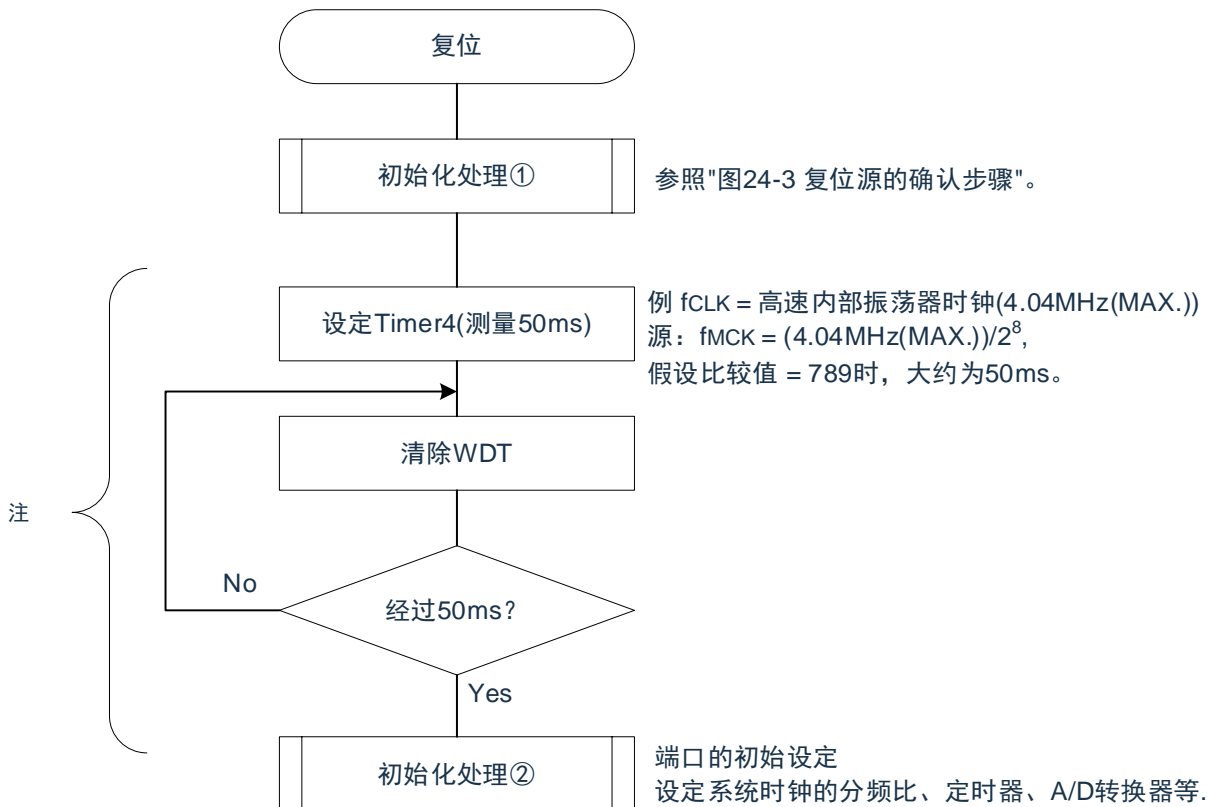 复位
初始化处理①
参照"图24-3 复位源的确认步骤"。
设定Timer4(测量50ms)
例 fCLK = 高速内部振荡器时钟(4.04MHz(MAX.))
源：fMCK = (4.04MHz(MAX.))/2⁸,
假设比较值 = 789时，大约为50ms。
清除WDT
注
No
经过50ms?
Yes
初始化处理②
端口的初始设定
设定系统时钟的分频比、定时器、A/D转换器等.